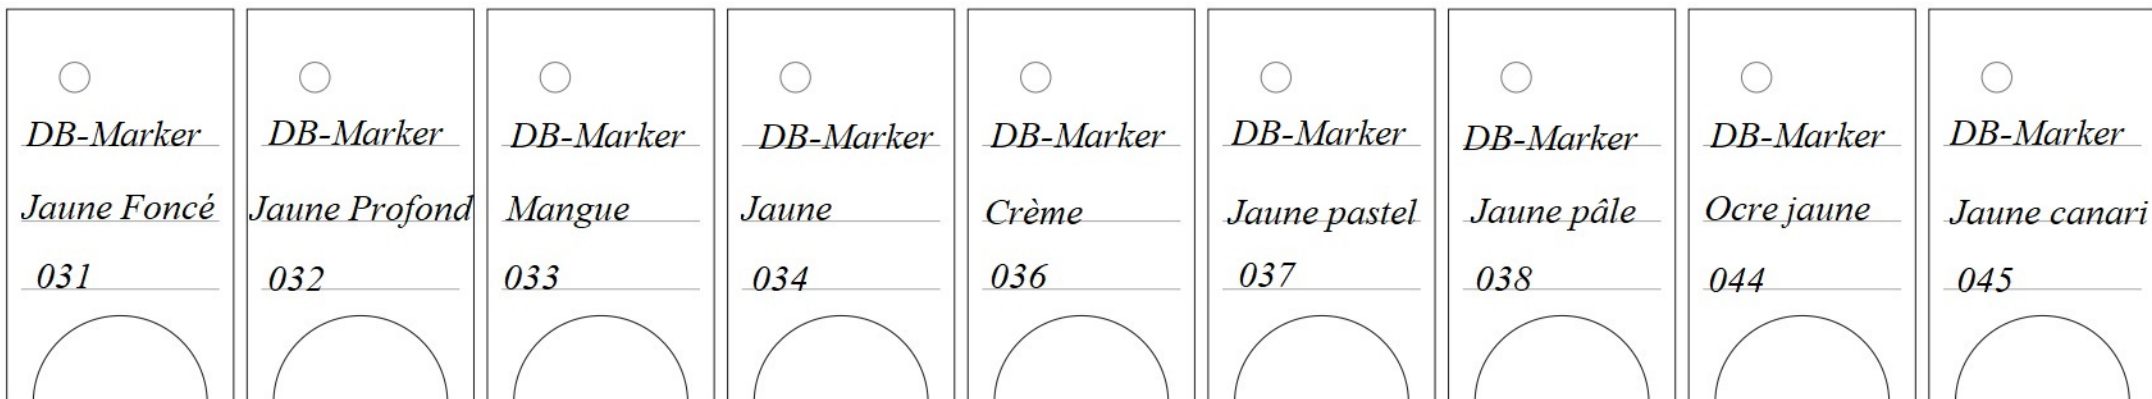 DB-Marker
Jaune Foncé
031
DB-Marker
Jaune Profond
032
DB-Marker
Mangue
033
DB-Marker
Jaune
034
DB-Marker
Crème
036
DB-Marker
Jaune pastel
037
DB-Marker
Jaune pâle
038
DB-Marker
Ocre jaune
044
DB-Marker
Jaune canari
045